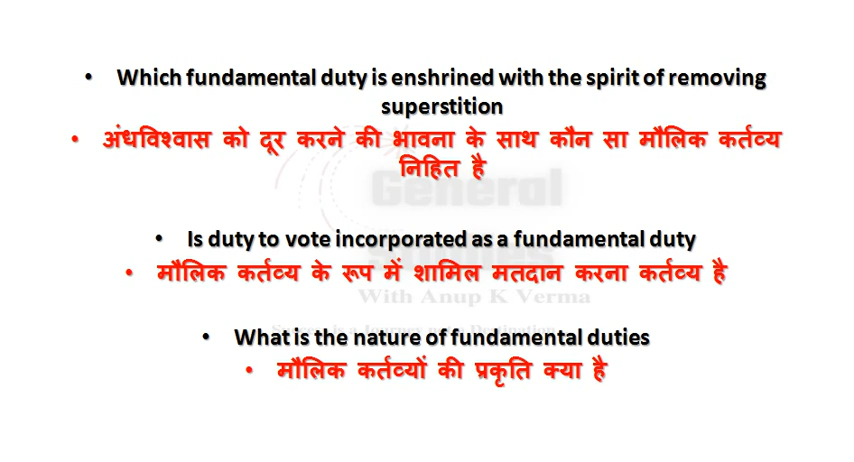 • Which fundamental duty is enshrined with the spirit of removing
superstition
• अंधविश्वास को दूर करने की भावना के साथ कौन सा मौलिक कर्तव्य
निहित है
General
• Is duty to vote incorporated as a fundamental duty
Studies
• मौलिक कर्तव्य के रूप में शामिल मतदान करना कर्तव्य है
With Anup K Verma
• What is the nature of fundamental duties
• मौलिक कर्तव्यों की प्रकृति क्या है